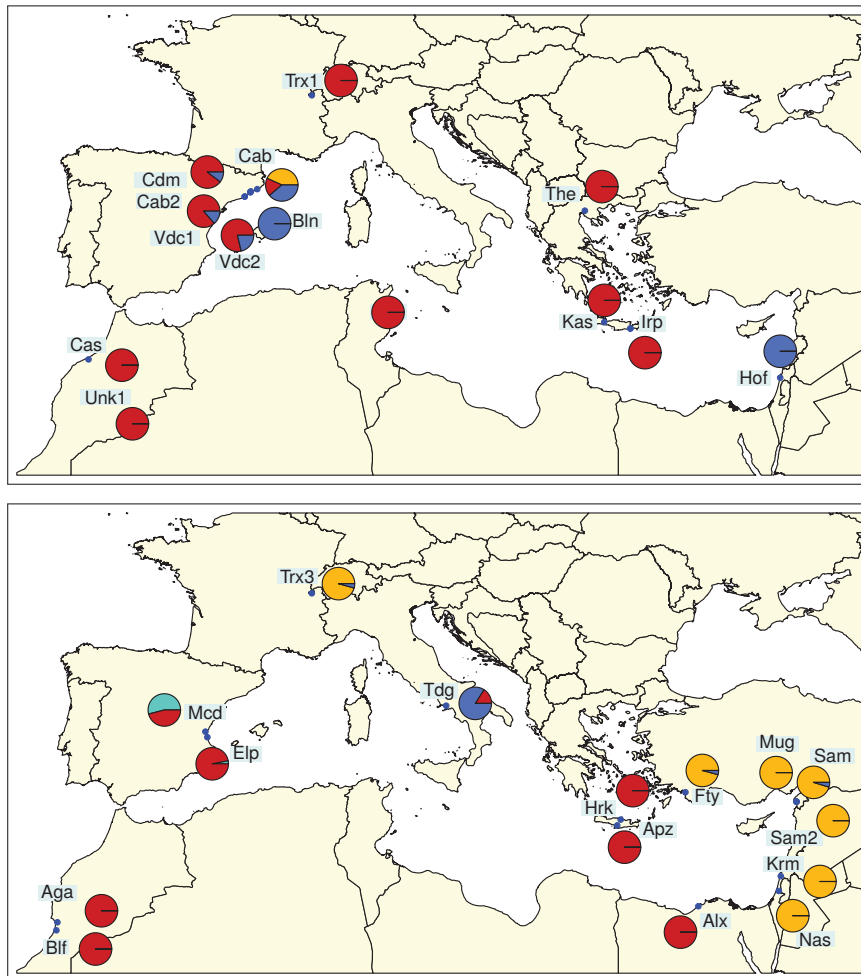 Trx1
Cab
Cdm
Cab2
The
Bln
Vdc1
Vdc2
Kas
Irp
Cas
Hof
Unk1
Trx3
Tdg
Mcd
Mug
Sam
Elp
Fty
Hrk
Apz
Sam2
Krm
Aga
Alx
Blf
Nas